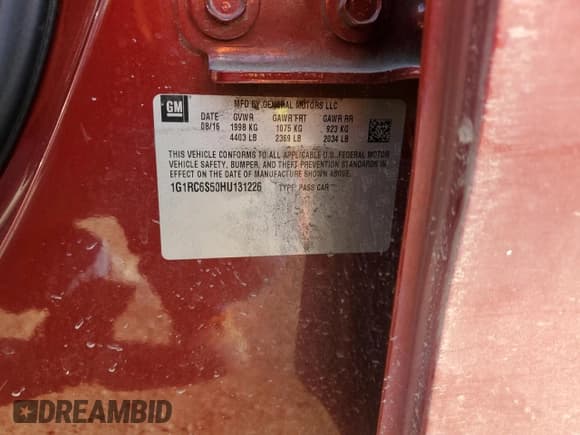 GM
MFD BY GENERAL MOTORS LLC
DATE GVWR GAWR FRT GAWR RR
08/16 1998 KG 1075 KG 923 KG
4403 LB 2369 LB 2034 LB
THIS VEHICLE CONFORMS TO ALL APPLICABLE U.S. FEDERAL MOTOR
VEHICLE SAFETY, BUMPER, AND THEFT PREVENTION STANDARDS IN
EFFECT ON THE DATE OF MANUFACTURE SHOWN ABOVE.
1G1RC6S50HU131226 TYPE: PASS CAR
DREAMBID